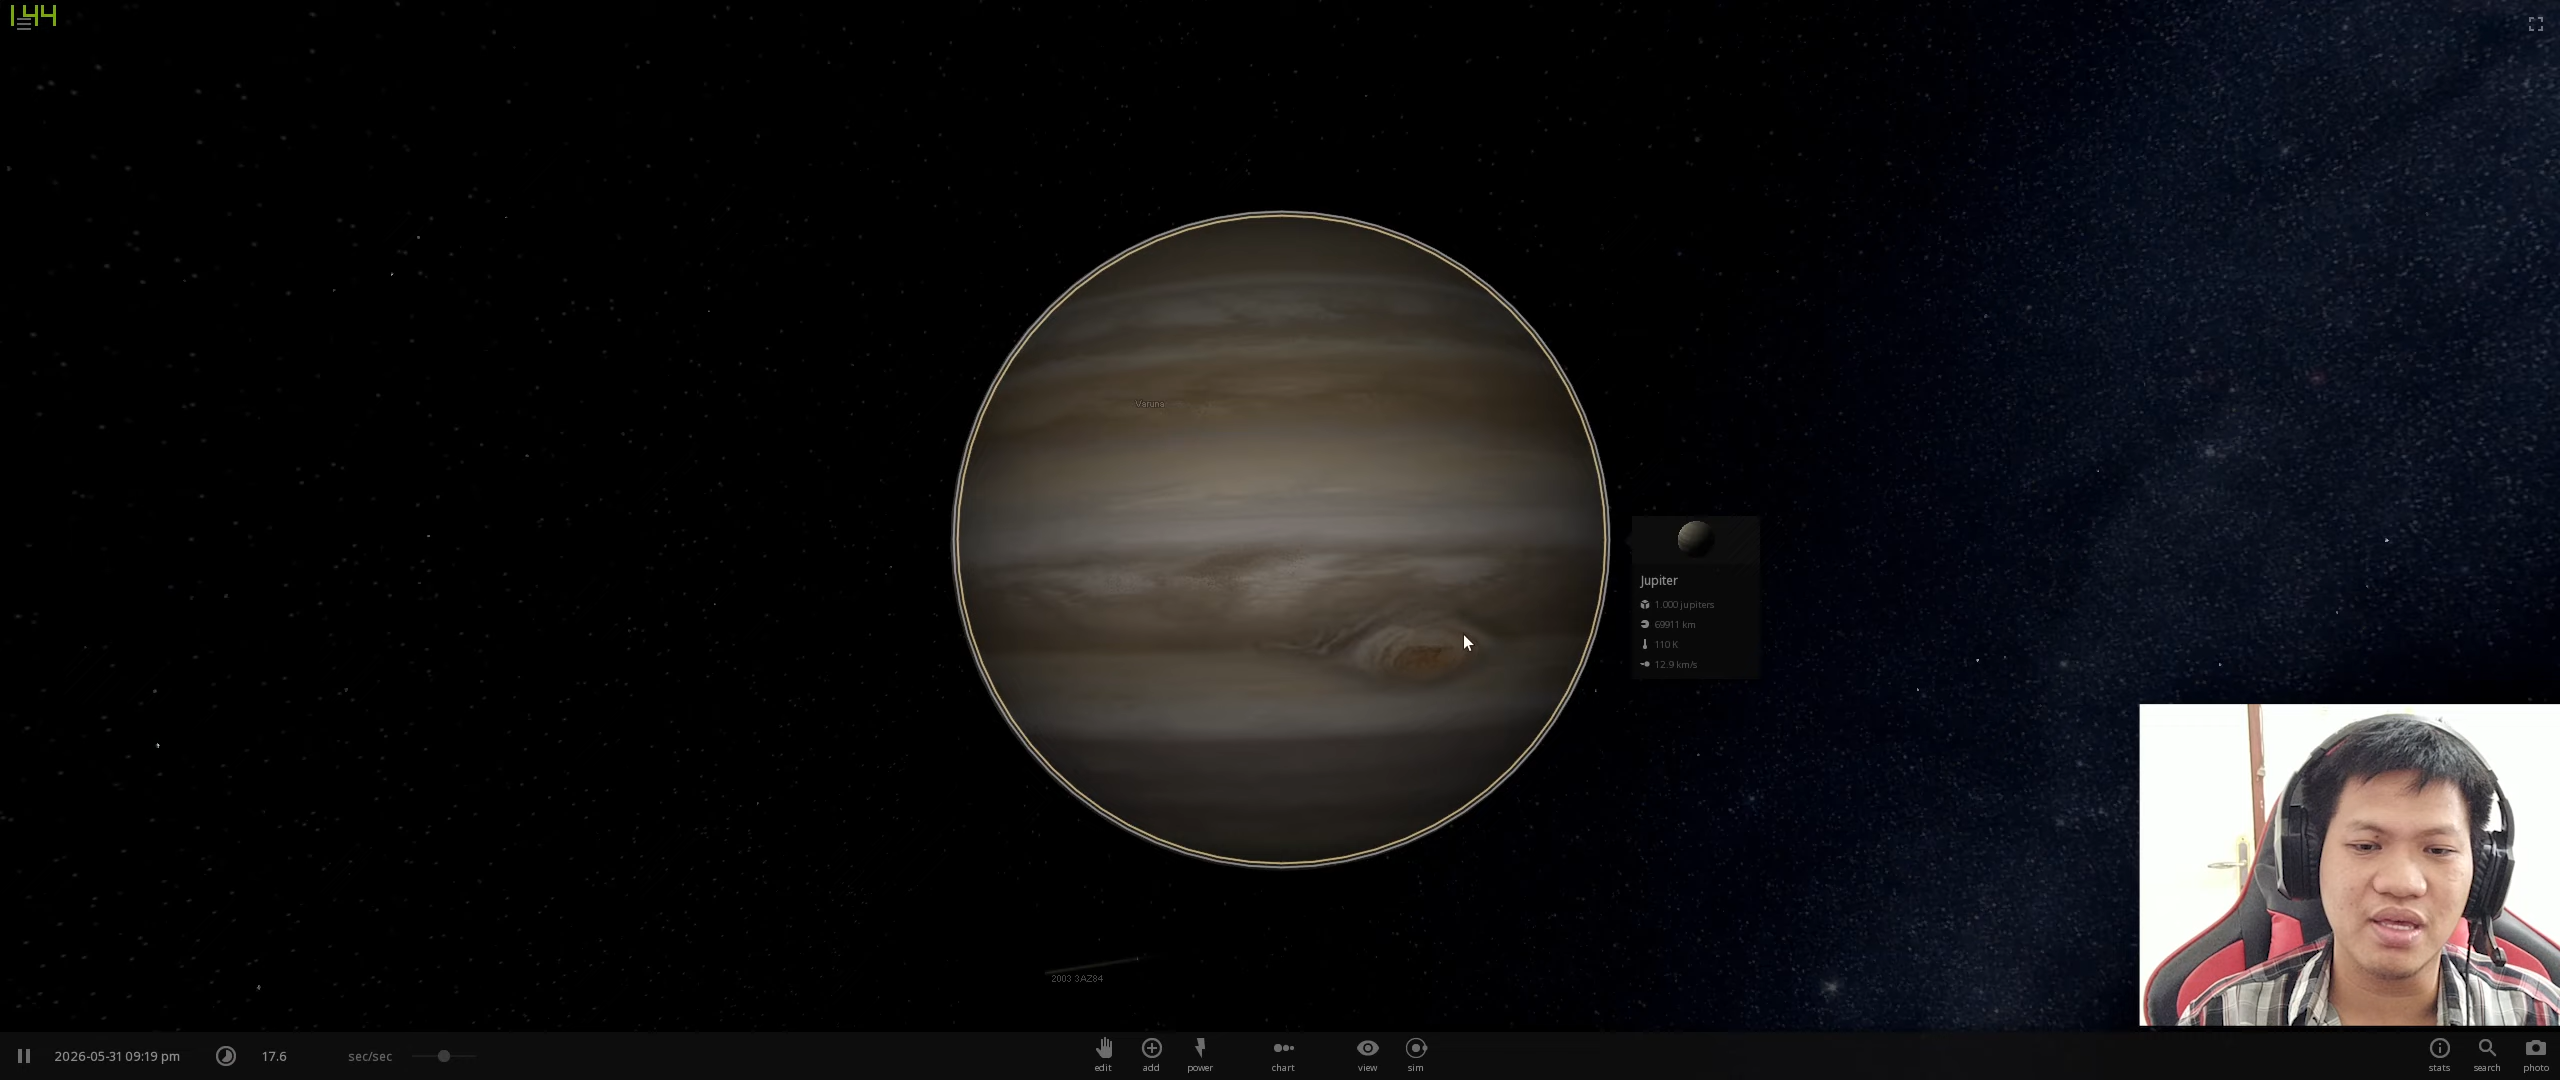 144
Varuna
Jupiter
1.000 jupiters
69911 km
110 K
12.9 km/s
2003 3AZ84
2026-05-31 09:19 pm
17.6
sec/sec
edit
add
power
chart
view
sim
stats
search
photo